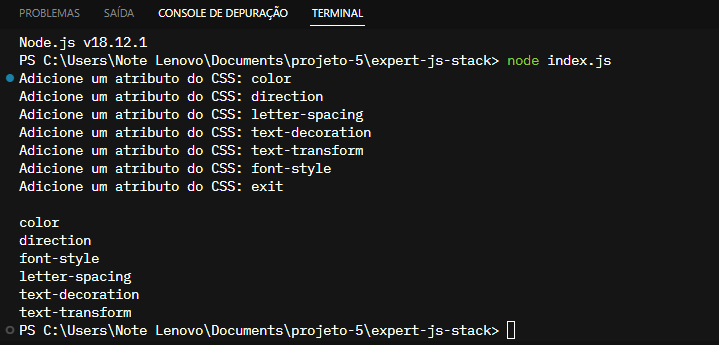 PROBLEMAS SAÍDA CONSOLE DE DEPURAÇÃO TERMINAL
Node.js v18.12.1
PS C:\Users\Note Lenovo\Documents\projeto-5\expert-js-stack> node index.js
Adicione um atributo do CSS: color
Adicione um atributo do CSS: direction
Adicione um atributo do CSS: letter-spacing
Adicione um atributo do CSS: text-decoration
Adicione um atributo do CSS: text-transform
Adicione um atributo do CSS: font-style
Adicione um atributo do CSS: exit
color
direction
font-style
letter-spacing
text-decoration
text-transform
PS C:\Users\Note Lenovo\Documents\projeto-5\expert-js-stack>